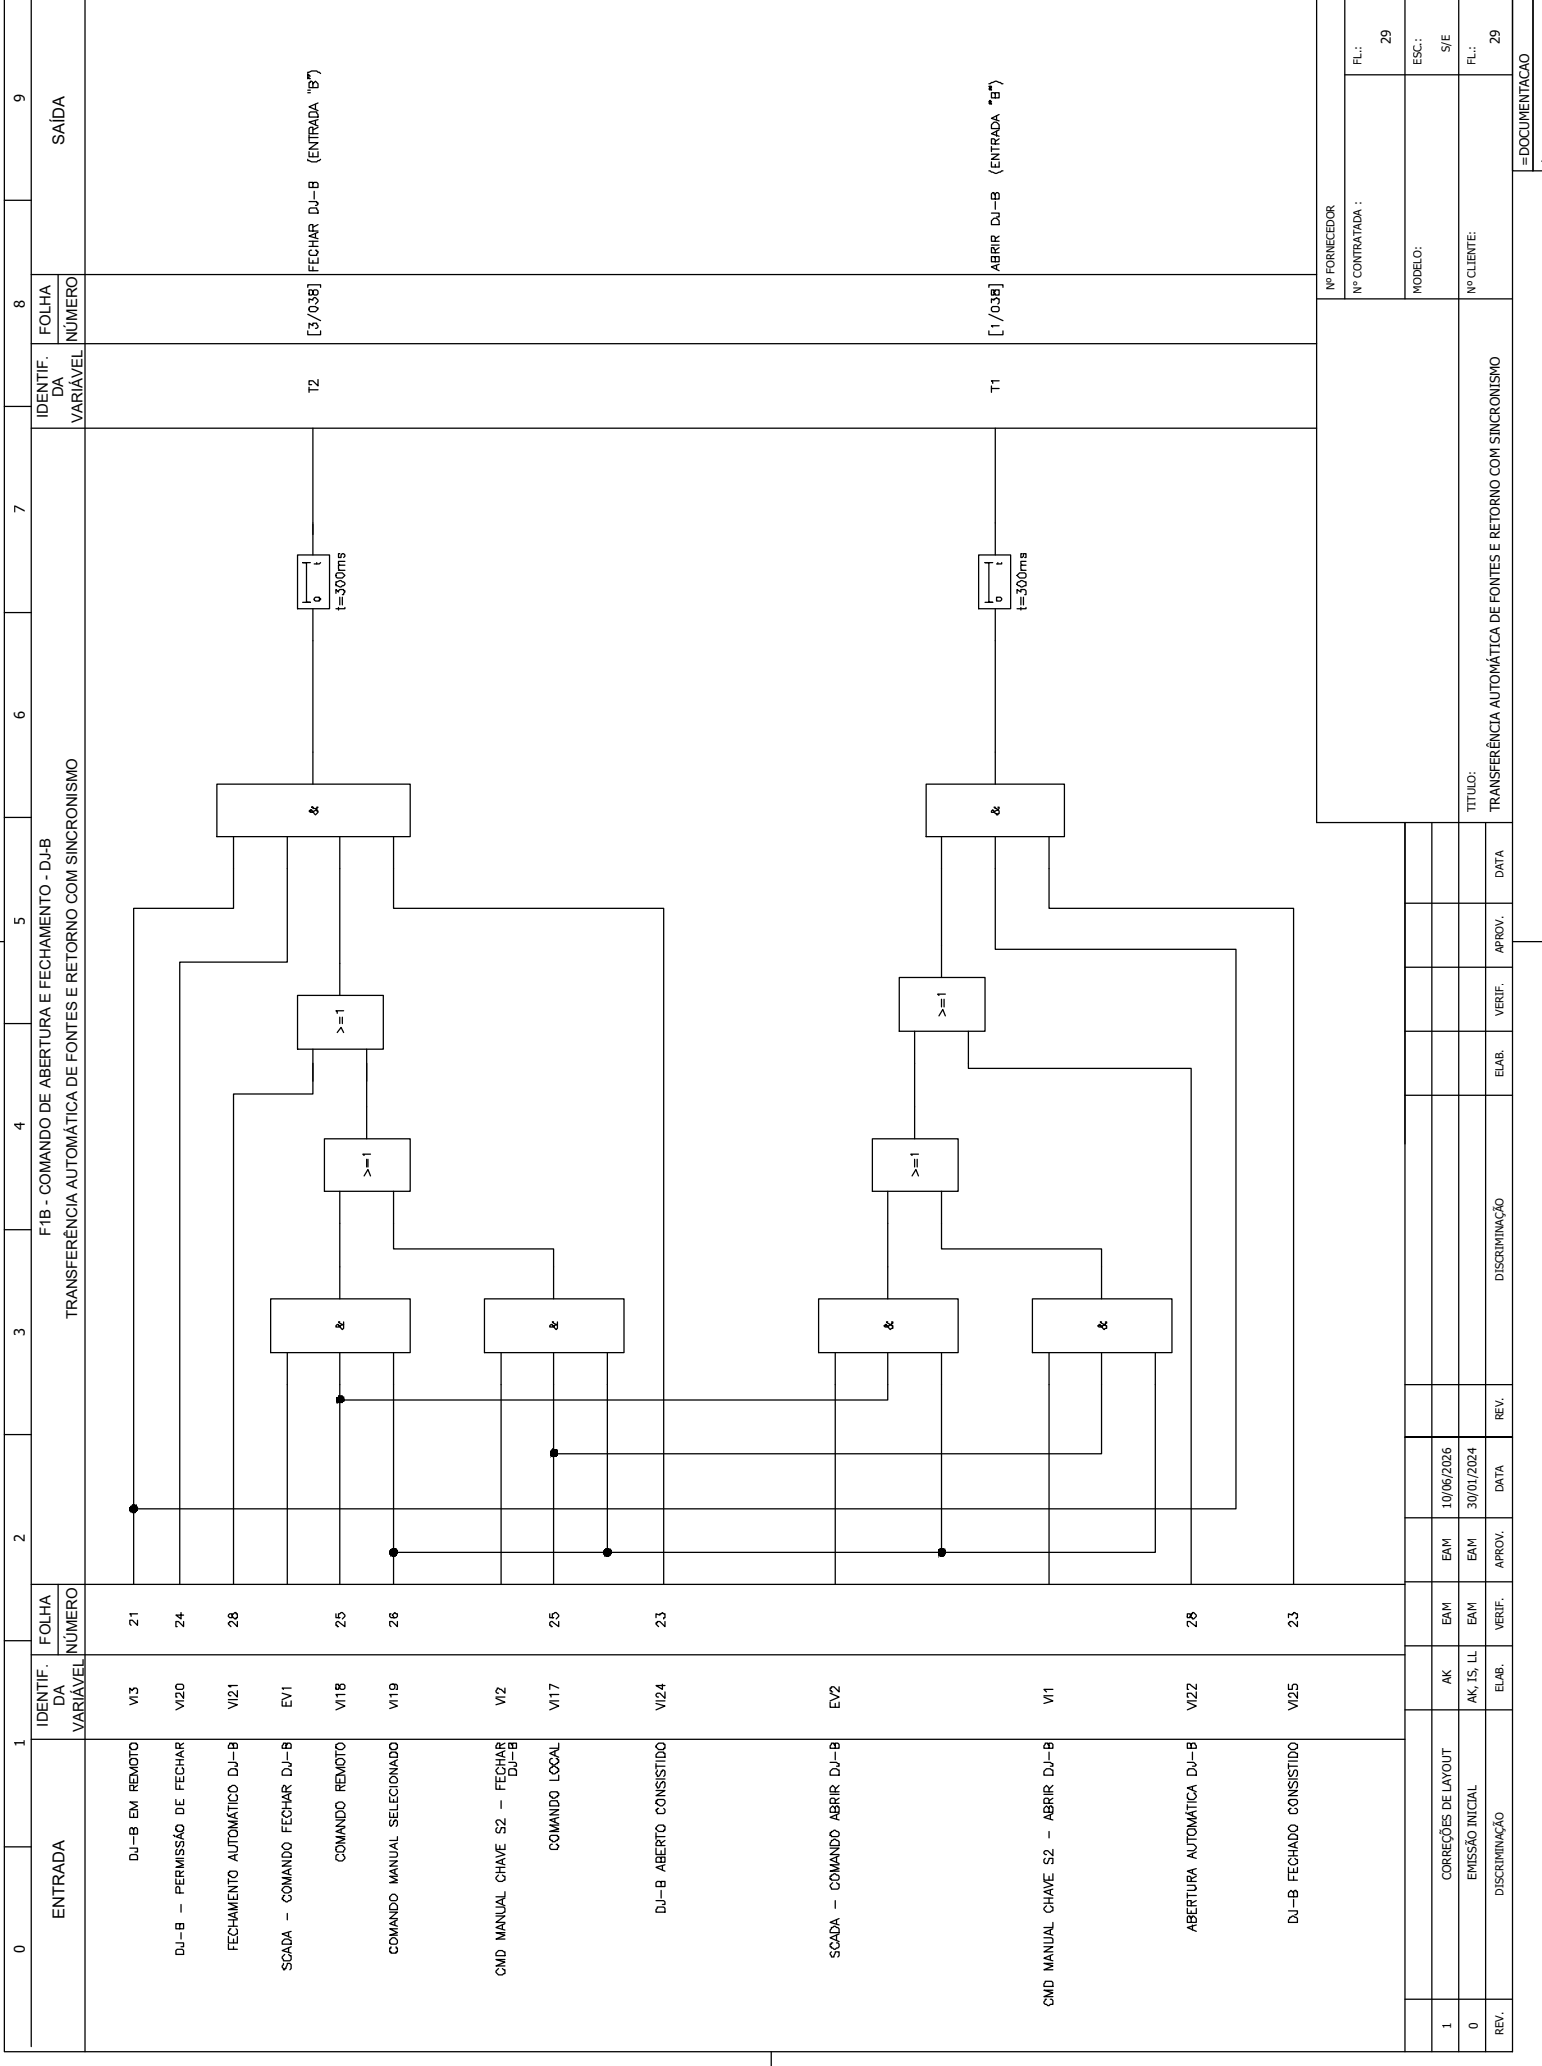 0 1 2 3 4 5 6 7 8 9
ENTRADA
IDENTIF.
DA
VARIÁVEL
FOLHA
NÚMERO
F1B - COMANDO DE ABERTURA E FECHAMENTO - DJ-B
TRANSFERÊNCIA AUTOMÁTICA DE FONTES E RETORNO COM SINCRONISMO
IDENTIF.
DA
VARIÁVEL
FOLHA
NÚMERO
SAÍDA
DJ-B EM REMOTO VI3 21
DJ-B - PERMISSÃO DE FECHAR VI20 24
FECHAMENTO AUTOMÁTICO DJ-B VI21 28
SCADA - COMANDO FECHAR DJ-B EV1
COMANDO REMOTO VI18 25
COMANDO MANUAL SELECIONADO VI19 26
CMD MANUAL CHAVE S2 - FECHAR VI2
DJ-B
COMANDO LOCAL VI17 25
DJ-B ABERTO CONSISTIDO VI24 23
SCADA - COMANDO ABRIR DJ-B EV2
CMD MANUAL CHAVE S2 - ABRIR DJ-B VI1
ABERTURA AUTOMÁTICA DJ-B VI22 28
DJ-B FECHADO CONSISTIDO VI25 23
&
&
>=1
>=1
&
0 t
t=300ms
T2 [3/03B] FECHAR DJ-B (ENTRADA "B")
&
&
>=1
>=1
&
0 t
t=300ms
T1 [1/03B] ABRIR DJ-B (ENTRADA "B")
1 CORREÇÕES DE LAYOUT AK EAM EAM 10/06/2026
0 EMISSÃO INICIAL AK, IS, LL EAM EAM 30/01/2024
REV. DISCRIMINAÇÃO ELAB. VERIF. APROV. DATA REV. DISCRIMINAÇÃO ELAB. VERIF. APROV. DATA
TITULO:
TRANSFERÊNCIA AUTOMÁTICA DE FONTES E RETORNO COM SINCRONISMO
Nº FORNECEDOR
N° CONTRATADA :
FL.:
29
MODELO:
ESC.:
S/E
Nº CLIENTE:
FL.:
29
=DOCUMENTACAO